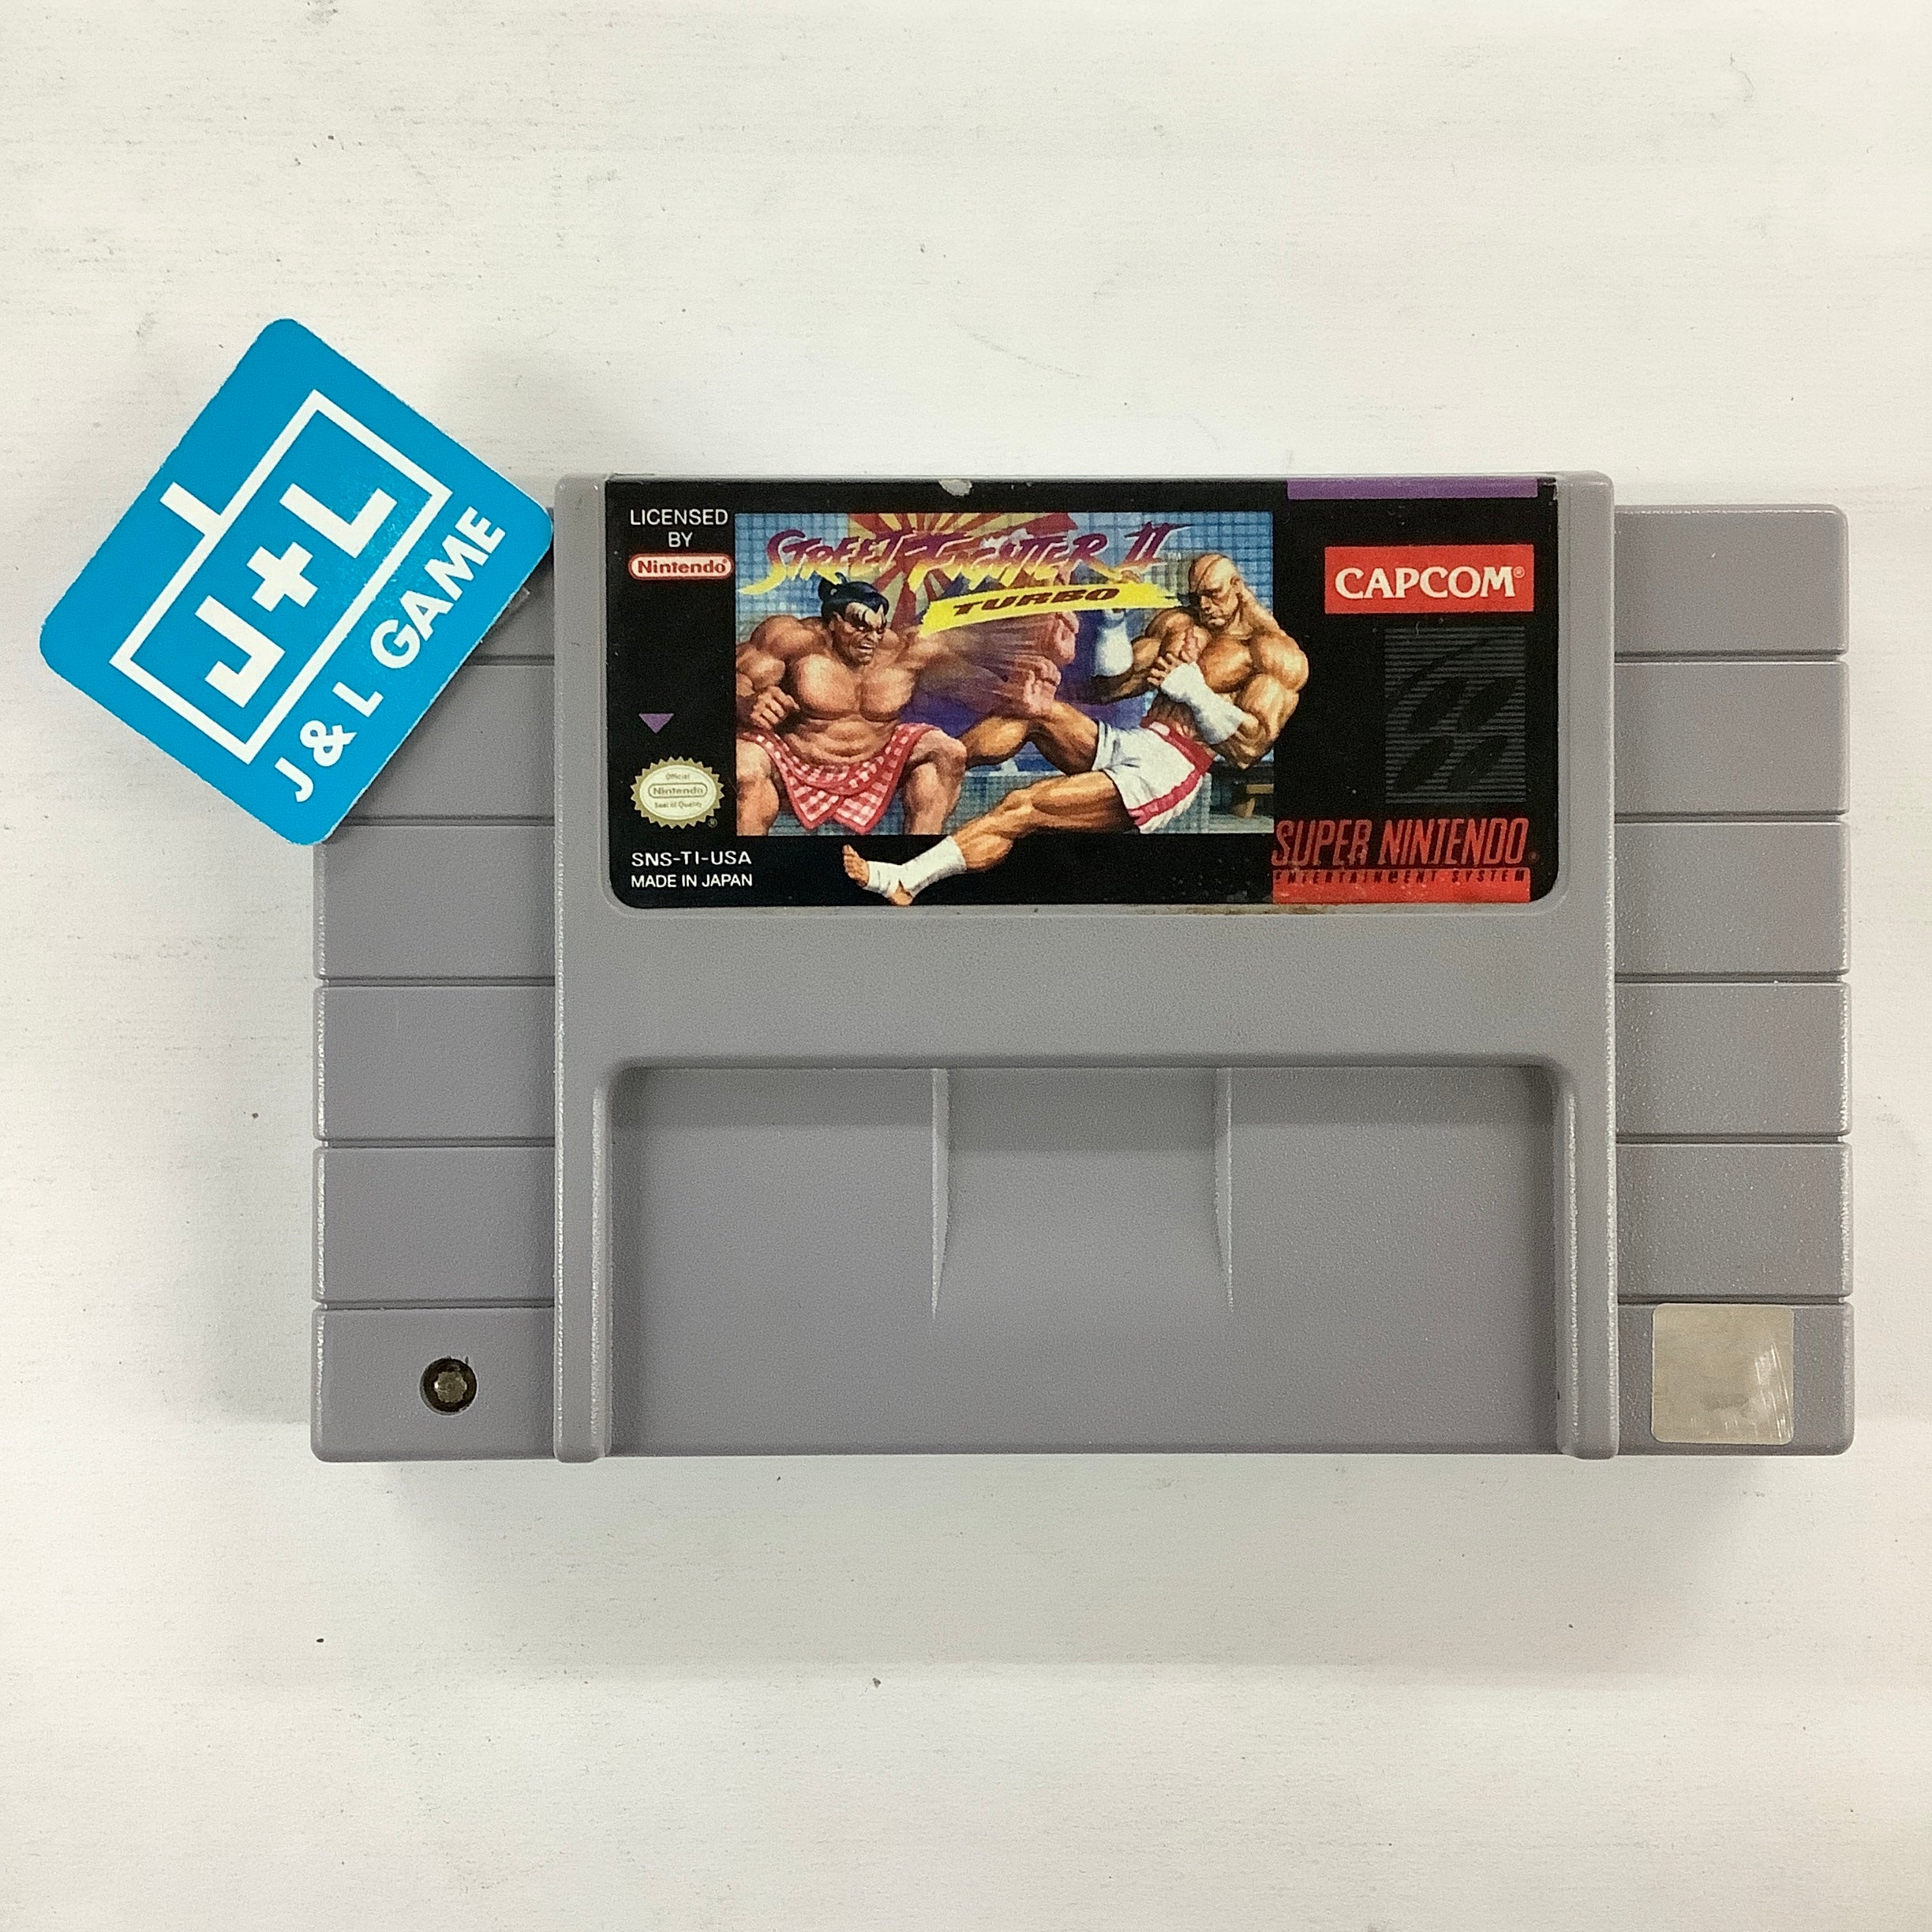 J+L
J & L GAME
LICENSED
BY
Nintendo®
STREET FIGHTER II
TURBO
CAPCOM®
Official
Nintendo
Seal of Quality
®
SNS-TI-USA
MADE IN JAPAN
SUPER NINTENDO
ENTERTAINMENT SYSTEM